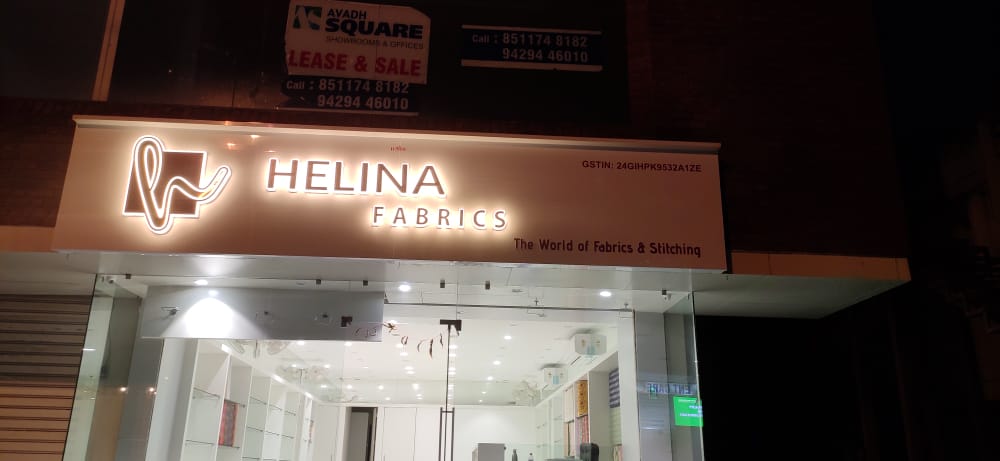 AVADH
SQUARE
SHOWROOMS & OFFICES
LEASE & SALE
Call : 851174 8182
94294 46010
Call : 851174 8182
94294 46010
HELINA
FABRICS
GSTIN: 24GIHPK9532A1ZE
The World of Fabrics & Stitching